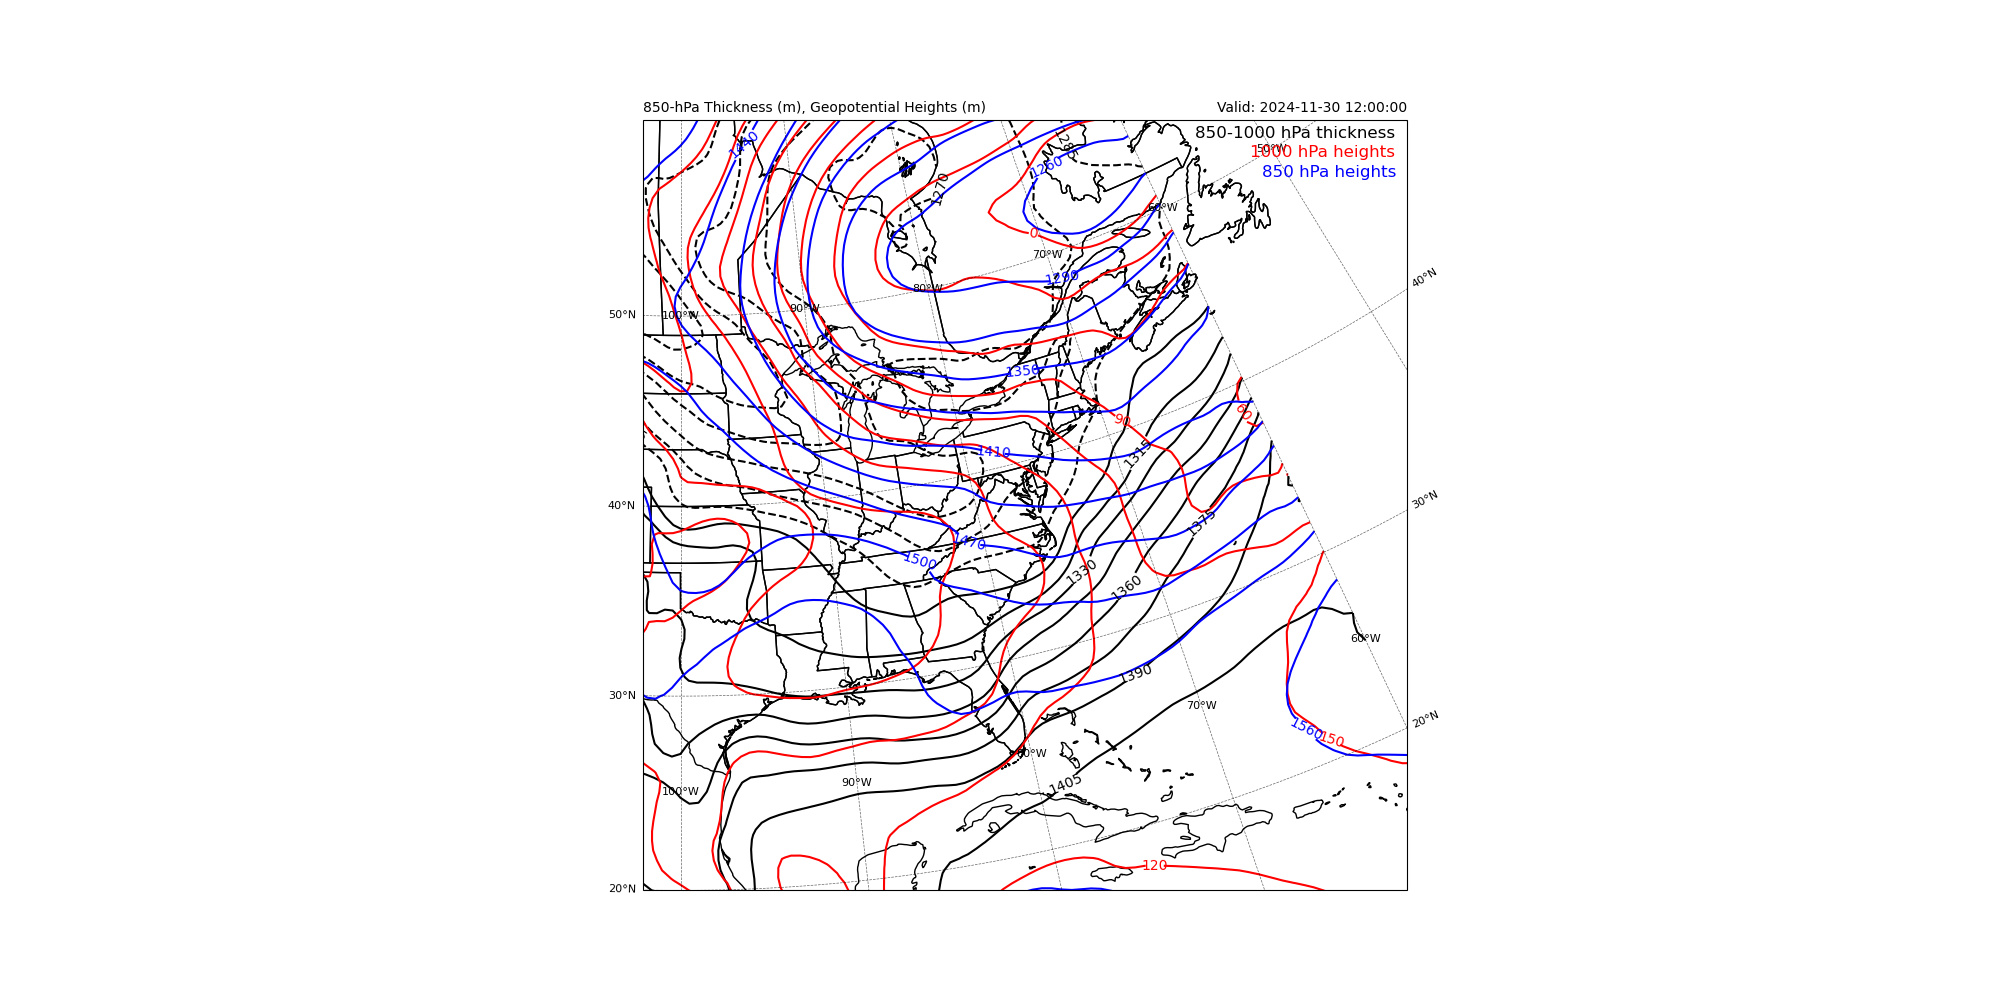 850-hPa Thickness (m), Geopotential Heights (m)
Valid: 2024-11-30 12:00:00
850-1000 hPa thickness
1000 hPa heights
850 hPa heights
50°W
1440
1260
1270
60°W
0
70°W
1290
40°N
80°W
90°W
50°N
100°W
1350
60
90
1315
1410
30°N
40°N
1375
1470
1500
1330
1360
60°W
1390
30°N
70°W
20°N
1560
150
80°W
90°W
1405
100°W
120
20°N